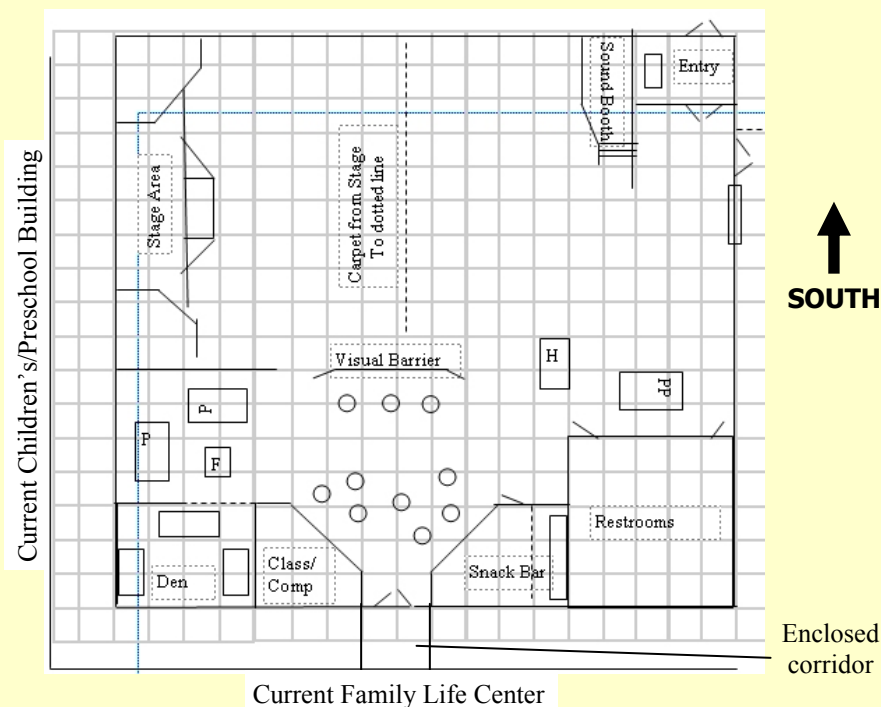 Entry
Sound Booth
Current Children's/Preschool Building
Stage Area
Carpet from Stage
To dotted line
SOUTH
Visual Barrier
H
PP
P
P
F
Restrooms
Class/
Comp
Snack Bar
Den
Enclosed
corridor
Current Family Life Center